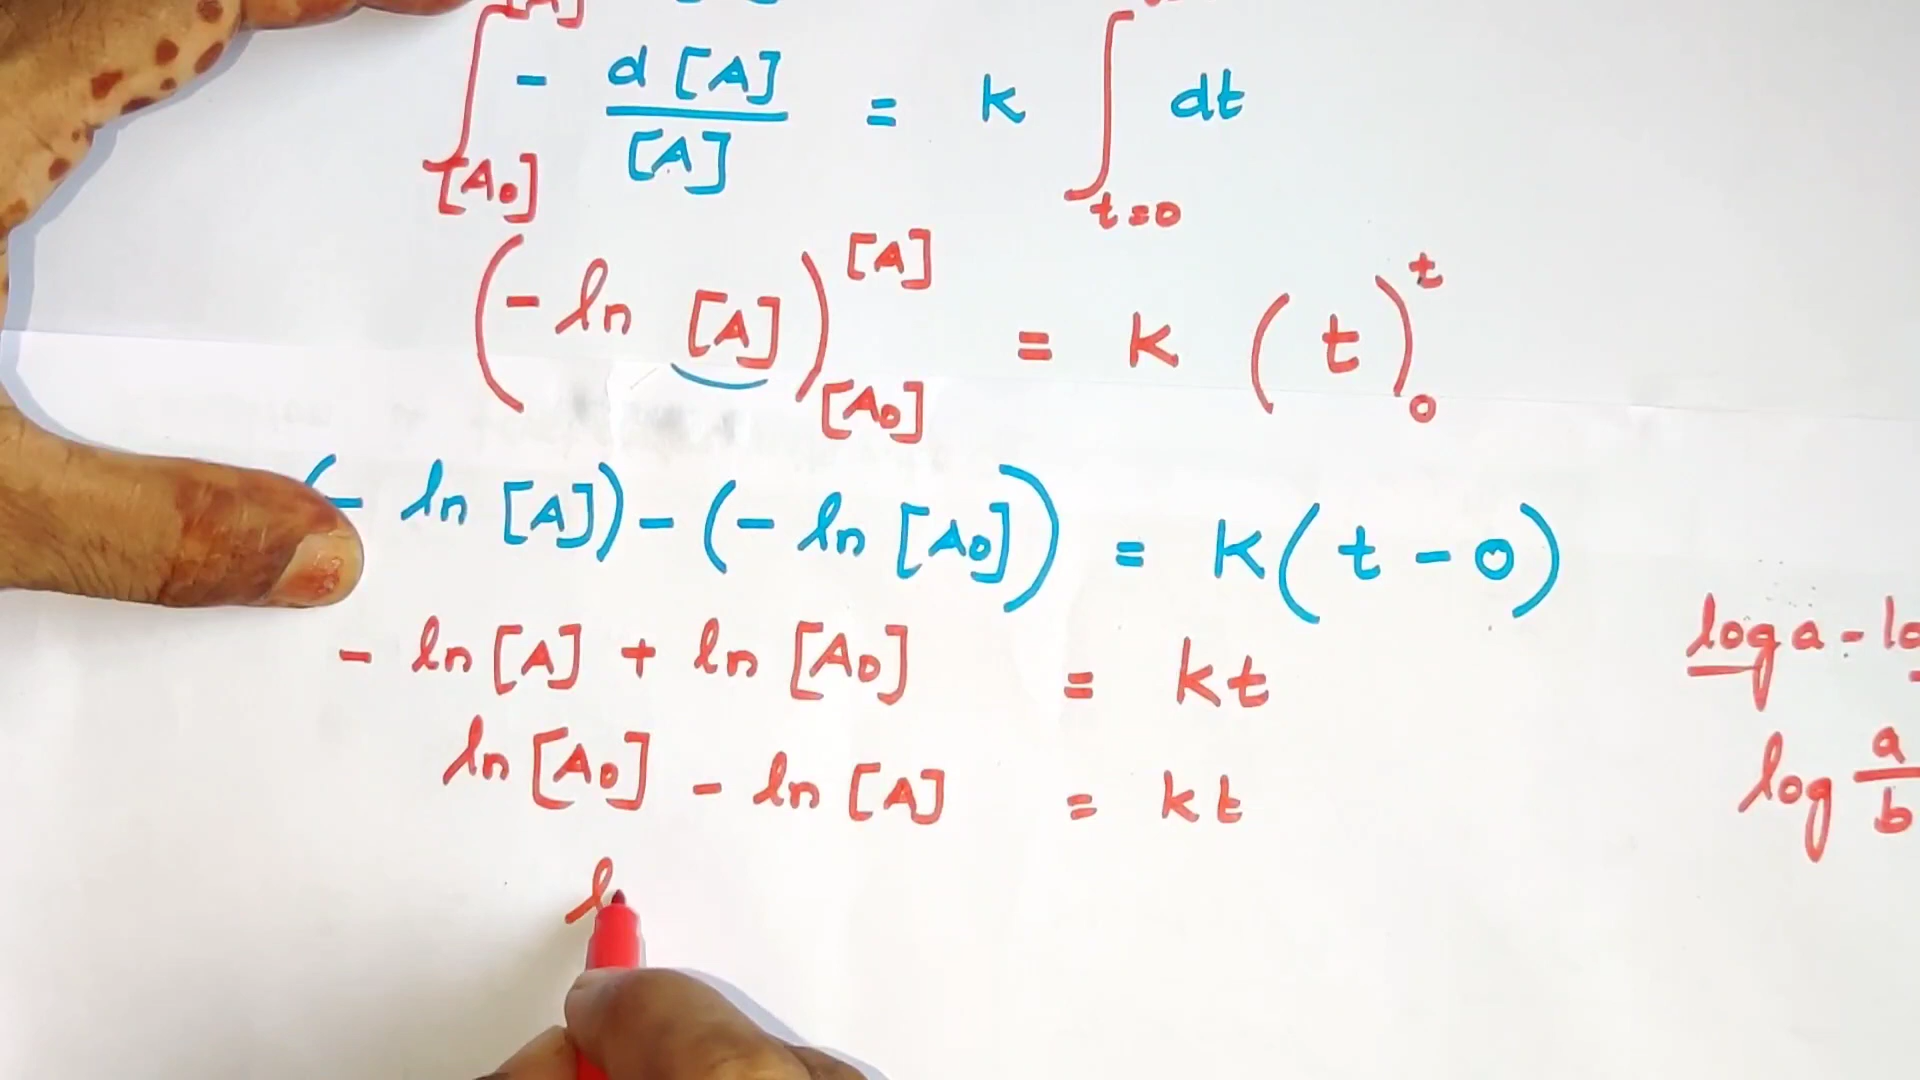 ∫ - d[A] / [A] = k ∫ dt
[A₀] t=0
(- ln [A]) [A] [A₀] = k (t) t 0
(- ln [A]) - (- ln [A₀]) = k(t - 0)
- ln [A] + ln [A₀] = kt
log a -
ln [A₀] - ln [A] = kt
log a/b